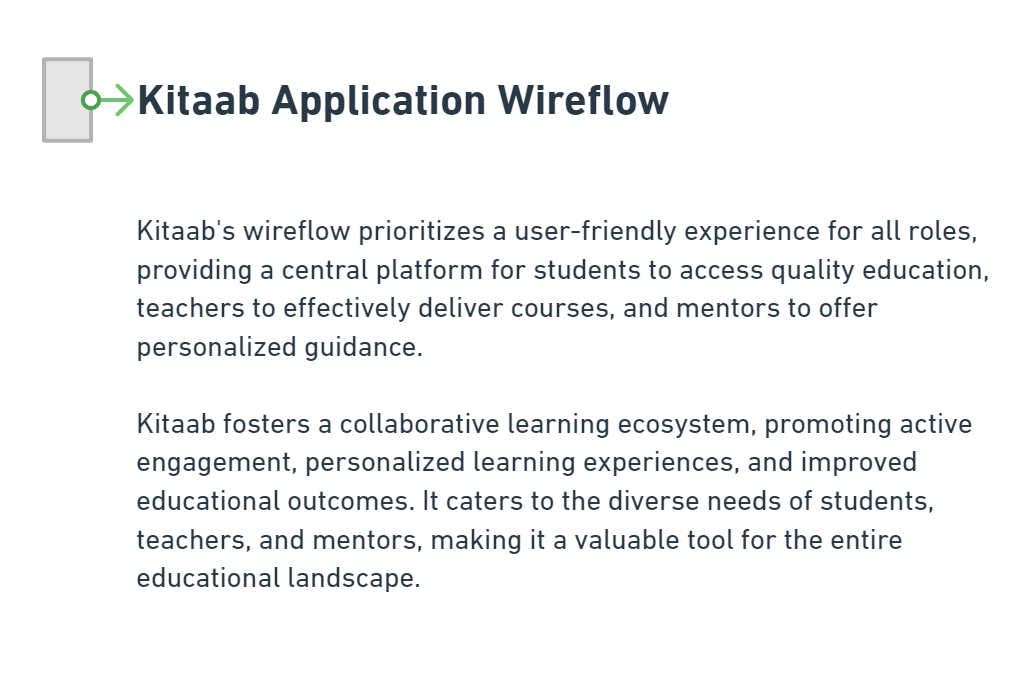 Kitaab Application Wireflow
Kitaab's wireflow prioritizes a user-friendly experience for all roles,
providing a central platform for students to access quality education,
teachers to effectively deliver courses, and mentors to offer
personalized guidance.
Kitaab fosters a collaborative learning ecosystem, promoting active
engagement, personalized learning experiences, and improved
educational outcomes. It caters to the diverse needs of students,
teachers, and mentors, making it a valuable tool for the entire
educational landscape.